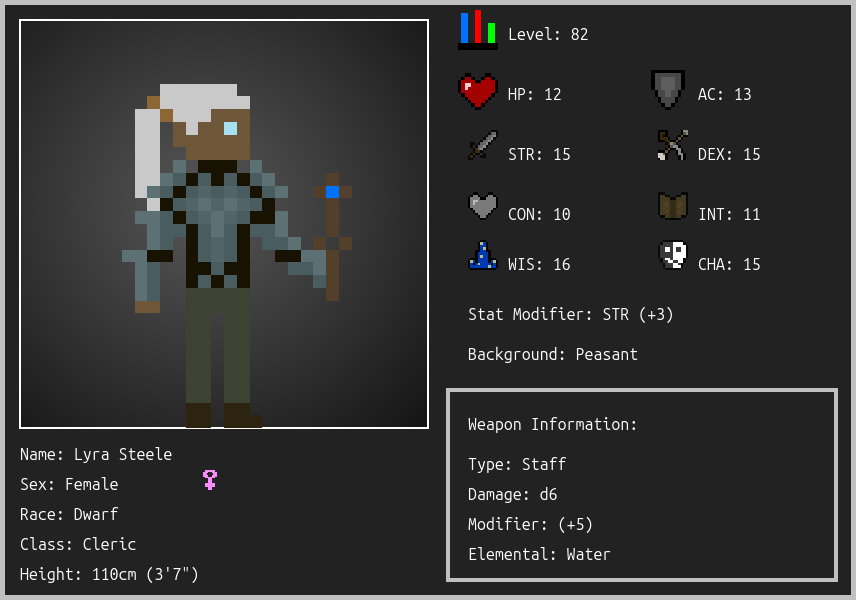 Level: 82
HP: 12
AC: 13
STR: 15
DEX: 15
CON: 10
INT: 11
WIS: 16
CHA: 15
Stat Modifier: STR (+3)
Background: Peasant
Weapon Information:
Type: Staff
Damage: d6
Modifier: (+5)
Elemental: Water
Name: Lyra Steele
Sex: Female
Race: Dwarf
Class: Cleric
Height: 110cm (3'7")